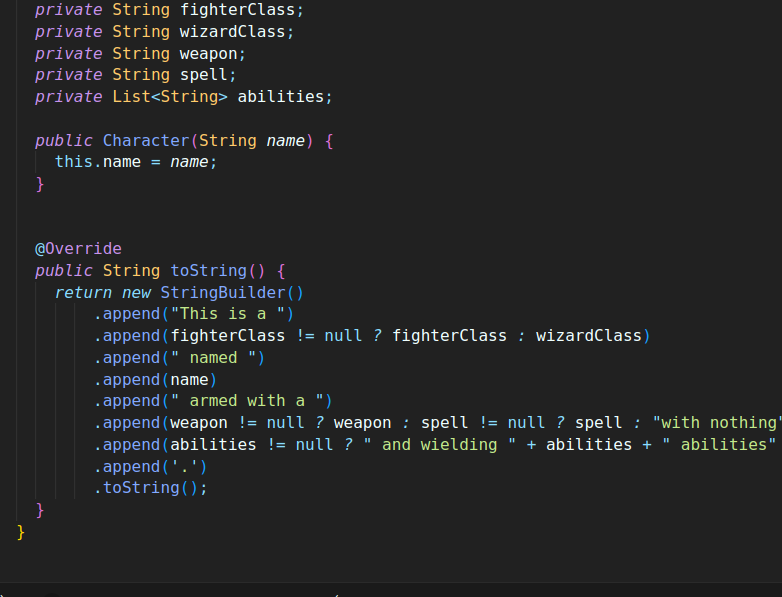 private String fighterClass;
private String wizardClass;
private String weapon;
private String spell;
private List<String> abilities;
public Character(String name) {
this.name = name;
}
@Override
public String toString() {
return new StringBuilder()
.append("This is a ")
.append(fighterClass != null ? fighterClass : wizardClass)
.append(" named ")
.append(name)
.append(" armed with a ")
.append(weapon != null ? weapon : spell != null ? spell : "with nothing"
.append(abilities != null ? " and wielding " + abilities + " abilities"
.append('.')
.toString();
}
}